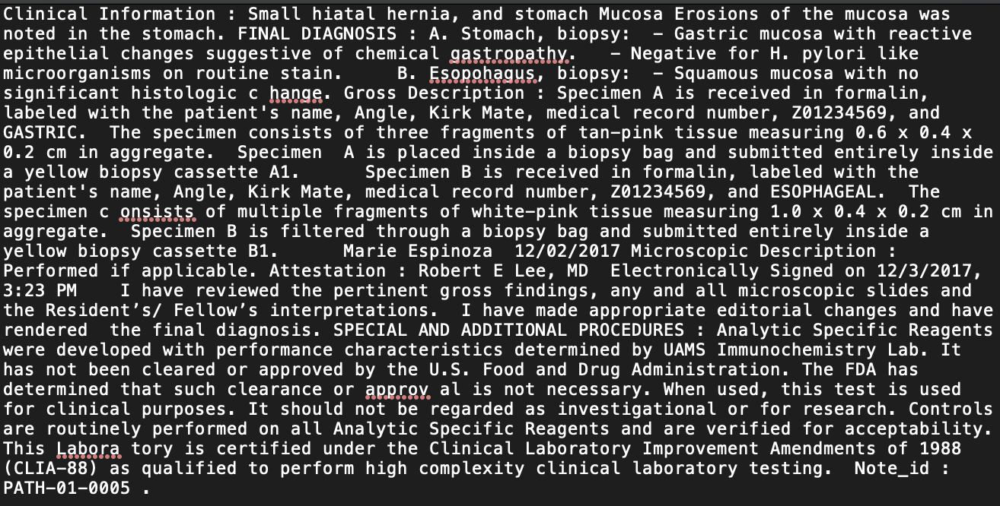 Clinical Information : Small hiatal hernia, and stomach Mucosa Erosions of the mucosa was
noted in the stomach. FINAL DIAGNOSIS : A. Stomach, biopsy:  – Gastric mucosa with reactive
epithelial changes suggestive of chemical gastropathy.   – Negative for H. pylori like
microorganisms on routine stain.     B. Esopohagus, biopsy:  – Squamous mucosa with no
significant histologic c hange. Gross Description : Specimen A is received in formalin,
labeled with the patient's name, Angle, Kirk Mate, medical record number, Z01234569, and
GASTRIC.  The specimen consists of three fragments of tan–pink tissue measuring 0.6 x 0.4 x
0.2 cm in aggregate.  Specimen  A is placed inside a biopsy bag and submitted entirely inside
a yellow biopsy cassette A1.      Specimen B is received in formalin, labeled with the
patient's name, Angle, Kirk Mate, medical record number, Z01234569, and ESOPHAGEAL.  The
specimen c onsists of multiple fragments of white–pink tissue measuring 1.0 x 0.4 x 0.2 cm in
aggregate.  Specimen B is filtered through a biopsy bag and submitted entirely inside a
yellow biopsy cassette B1.      Marie Espinoza  12/02/2017 Microscopic Description :
Performed if applicable. Attestation : Robert E Lee, MD  Electronically Signed on 12/3/2017,
3:23 PM    I have reviewed the pertinent gross findings, any and all microscopic slides and
the Resident’s/ Fellow’s interpretations.  I have made appropriate editorial changes and have
rendered  the final diagnosis. SPECIAL AND ADDITIONAL PROCEDURES : Analytic Specific Reagents
were developed with performance characteristics determined by UAMS Immunochemistry Lab. It
has not been cleared or approved by the U.S. Food and Drug Administration. The FDA has
determined that such clearance or approv al is not necessary. When used, this test is used
for clinical purposes. It should not be regarded as investigational or for research. Controls
are routinely performed on all Analytic Specific Reagents and are verified for acceptability.
This Labora tory is certified under the Clinical Laboratory Improvement Amendments of 1988
(CLIA–88) as qualified to perform high complexity clinical laboratory testing.  Note_id :
PATH–01–0005 .